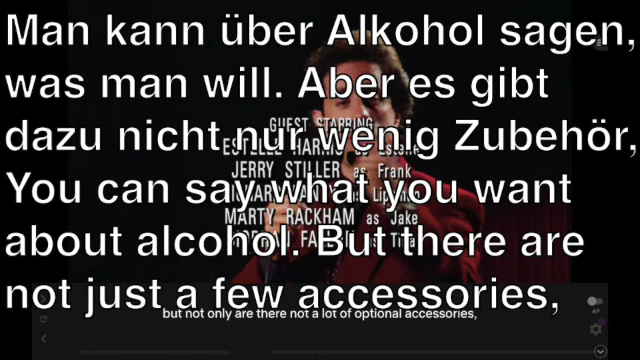 Man kann über Alkohol sagen,
was man will. Aber es gibt
dazu nicht nur wenig Zubehör,
You can say what you want
about alcohol. But there are
not just a few accessories,
GUEST STARRING
JERRY STILLER as Frank
MARTY RACKHAM as Jake
but not only are there not a lot of optional accessories,
AP